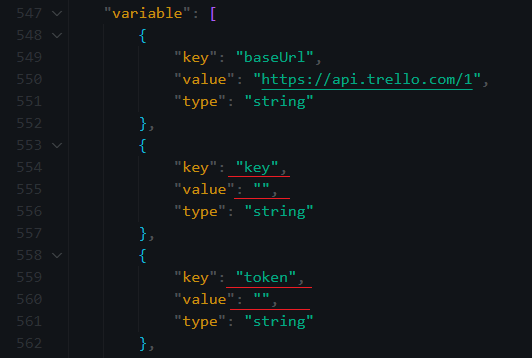 547 "variable": [
548 {
549 "key": "baseUrl",
550 "value": "https://api.trello.com/1",
551 "type": "string"
552 },
553 {
554 "key": "key",
555 "value": "",
556 "type": "string"
557 },
558 {
559 "key": "token",
560 "value": "",
561 "type": "string"
562 },